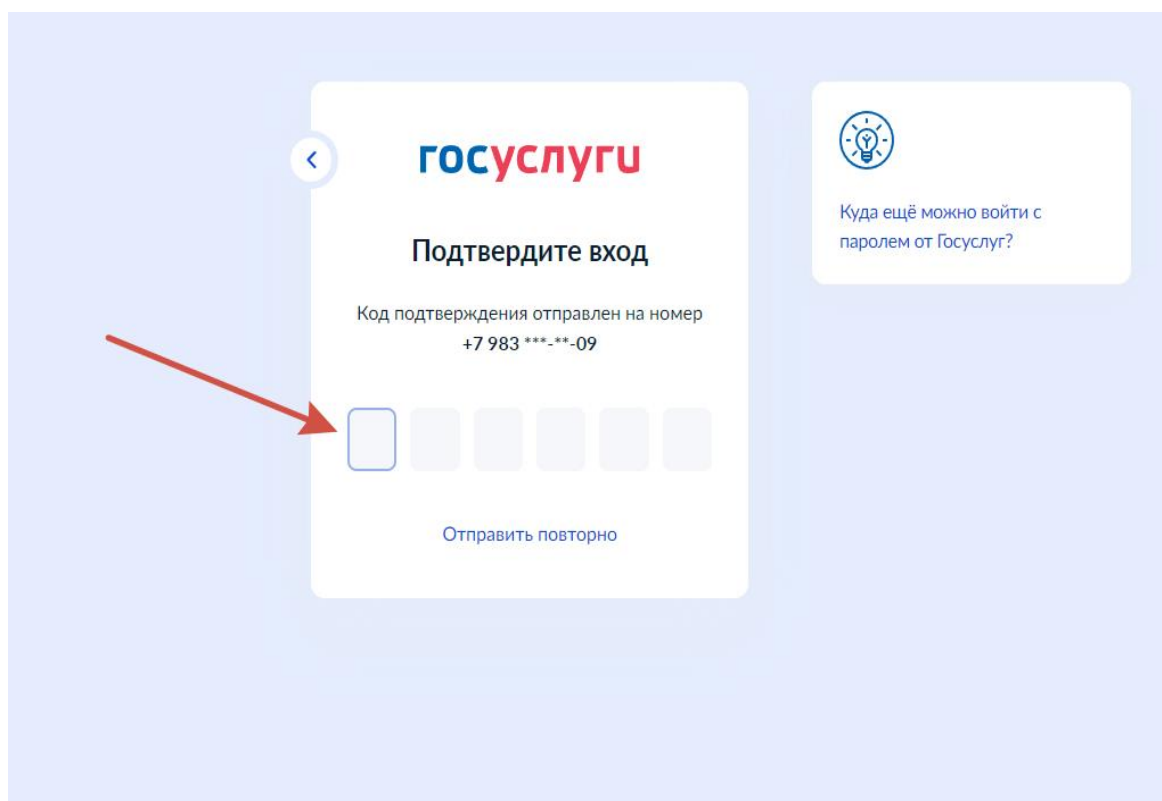 госуслуги
Подтвердите вход
Код подтверждения отправлен на номер
+7 983 ***-**-09
Отправить повторно
Куда ещё можно войти с
паролем от Госуслуг?